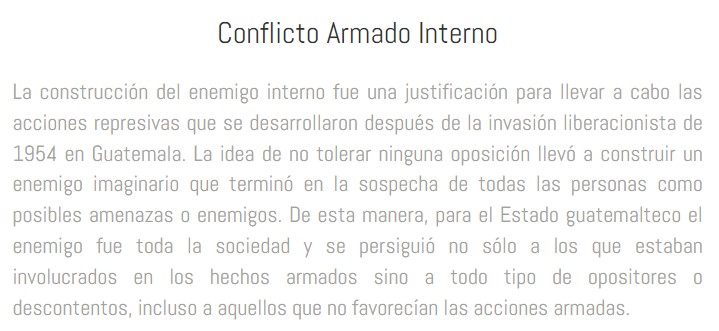 Conflicto Armado Interno
La construcción del enemigo interno fue una justificación para llevar a cabo las
acciones represivas que se desarrollaron después de la invasión liberacionista de
1954 en Guatemala. La idea de no tolerar ninguna oposición llevó a construir un
enemigo imaginario que terminó en la sospecha de todas las personas como
posibles amenazas o enemigos. De esta manera, para el Estado guatemalteco el
enemigo fue toda la sociedad y se persiguió no sólo a los que estaban
involucrados en los hechos armados sino a todo tipo de opositores o
descontentos, incluso a aquellos que no favorecían las acciones armadas.